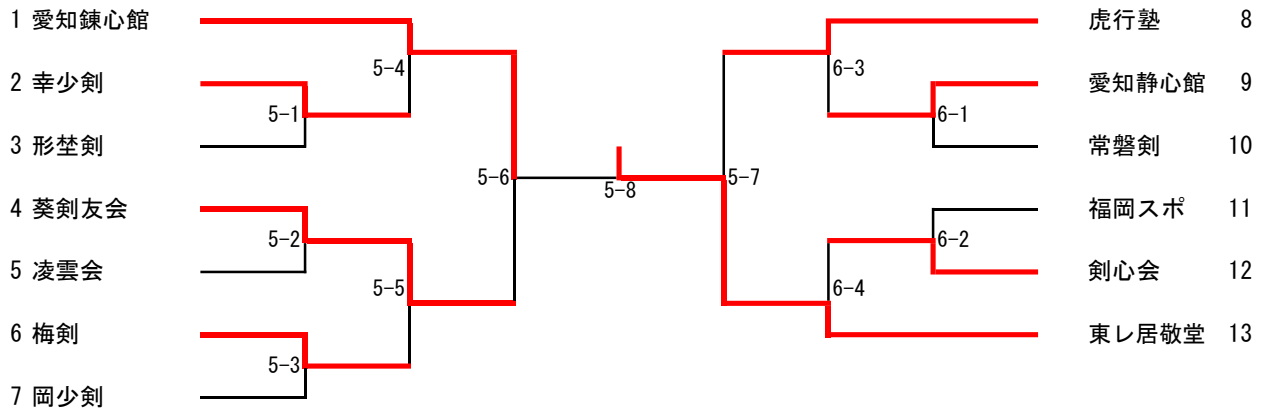 1 愛知錬心館
2 幸少剣
3 形埜剣
4 葵剣友会
5 凌雲会
6 梅剣
7 岡少剣
5-4
5-1
5-2
5-5
5-3
5-6
5-8
5-7
6-3
6-1
6-2
6-4
虎行塾 8
愛知静心館 9
常磐剣 10
福岡スポ 11
剣心会 12
東レ居敬堂 13